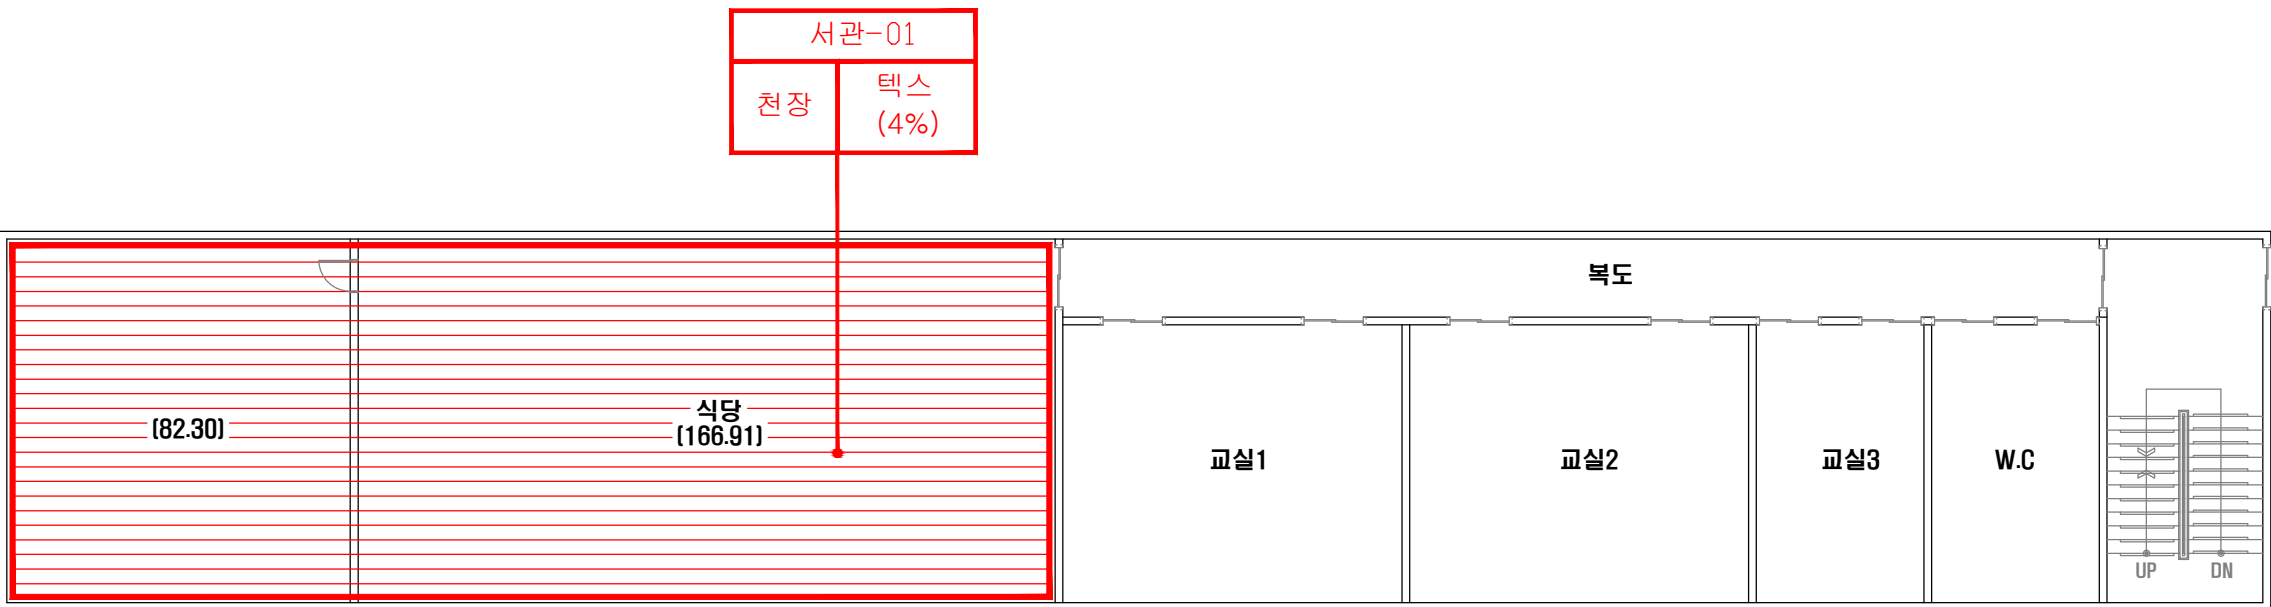 서관-01
천장
텍스
(4%)
복도
식당
(166.91)
(82.30)
교실1
교실2
교실3
W.C
UP
DN